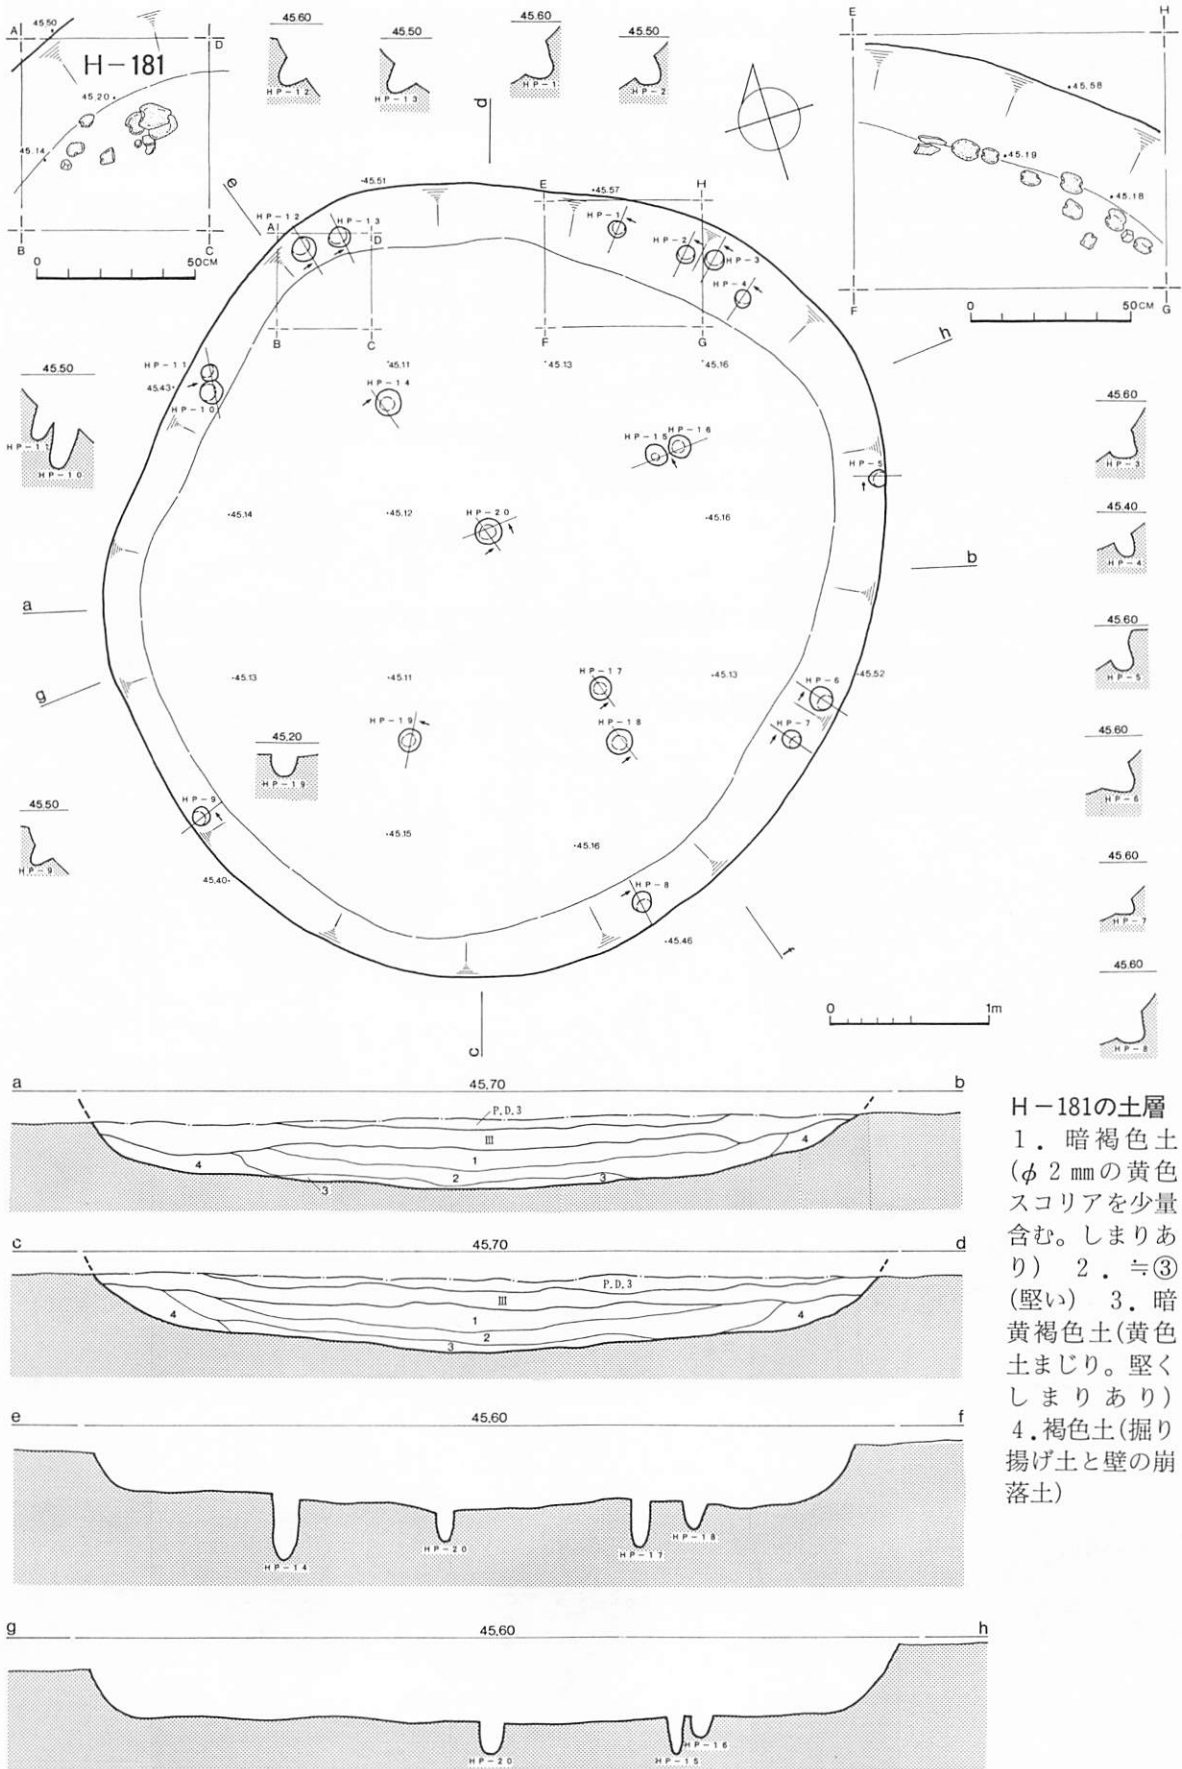 45.50
A
D
H-181
45.20
45.14
B
C
0 50CM
45.60
HP-12
45.50
HP-13
45.60
HP-1
45.50
HP-2
E
H
45.58
45.19
45.18
F
G
0 50CM
d
e
45.51
E
45.57
H
HP-12
A
HP-13
D
HP-1
HP-2
HP-3
HP-4
B
C
F
G
h
HP-11
45.43
HP-10
45.11
45.13
45.16
HP-14
HP-15
HP-16
HP-5
45.50
HP-11
HP-10
45.60
HP-3
45.14
45.12
45.16
HP-20
45.40
HP-4
b
a
45.60
HP-5
g
45.13
45.11
HP-17
45.13
45.52
HP-6
HP-7
HP-19
HP-18
45.20
HP-19
45.60
HP-6
45.50
HP-9
HP-9
45.15
45.16
45.40
HP-8
45.46
f
45.60
HP-7
45.60
HP-8
c
0 1m
a 45.70 b
P.D.3
III
1
2
3
4
4
3
c 45.70 d
P.D.3
III
1
2
3
4
4
e 45.60 f
HP-14
HP-20
HP-17
HP-18
g 45.60 h
HP-20
HP-15
HP-16
H-181の土層
1.暗褐色土
(φ2㎜の黄色
スコリアを少量
含む。しまりあ
り) 2.≒③
(堅い) 3.暗
黄褐色土(黄色
土まじり。堅く
しまりあり)
4.褐色土(掘り
揚げ土と壁の崩
落土)